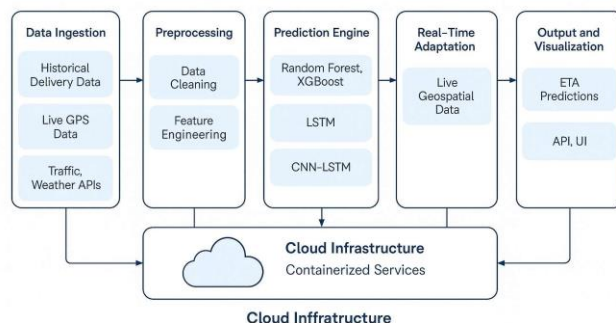 Data Ingestion
Historical
Delivery Data
Live GPS
Data
Traffic,
Weather APIs
Preprocessing
Data
Cleaning
Feature
Engineering
Prediction Engine
Random Forest,
XGBoost
LSTM
CNN-LSTM
Real-Time
Adaptation
Live
Geospatial
Data
Output and
Visualization
ETA
Predictions
API, UI
Cloud Infrastructure
Containerized Services
Cloud Inffratructure